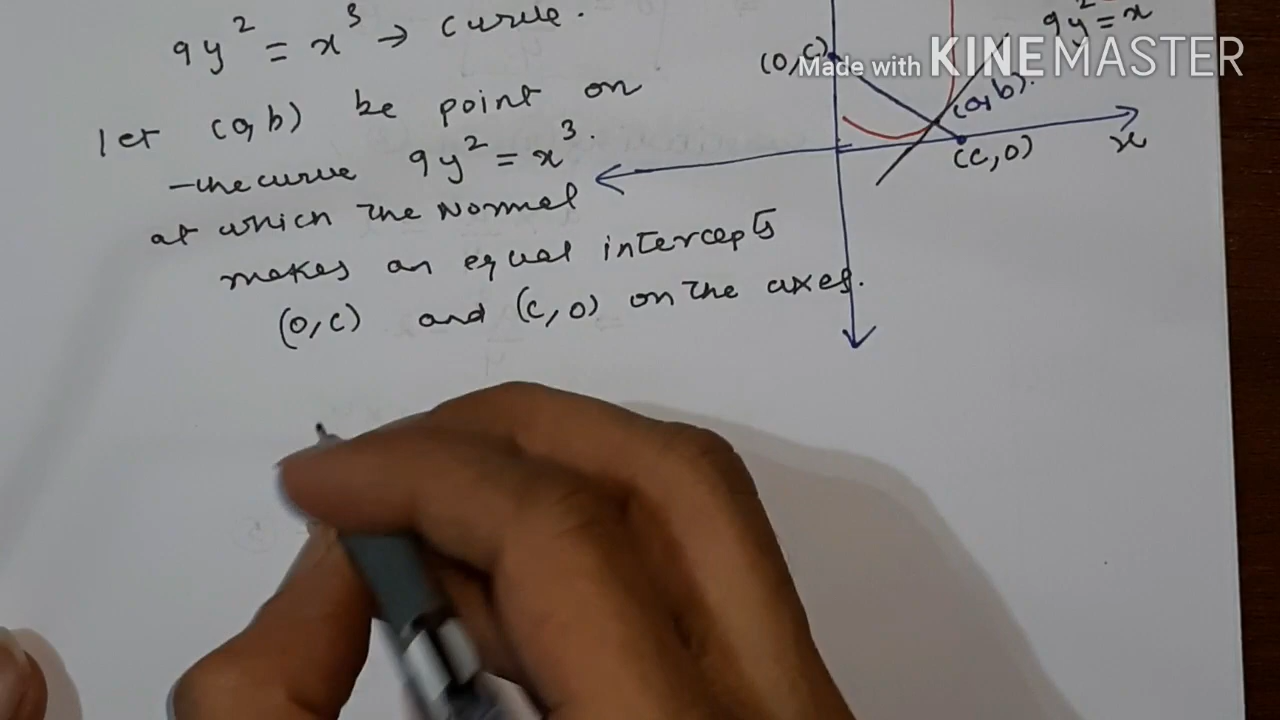 9y² = x³ → curve.
let (a,b) be point on
the curve 9y² = x³.
at which the Normal
makes an equal intercepts
(0,c) and (c,0) on the axes.
(0,c)
Made with KINEMASTER
9y² = x
(a,b).
(c,0)
x